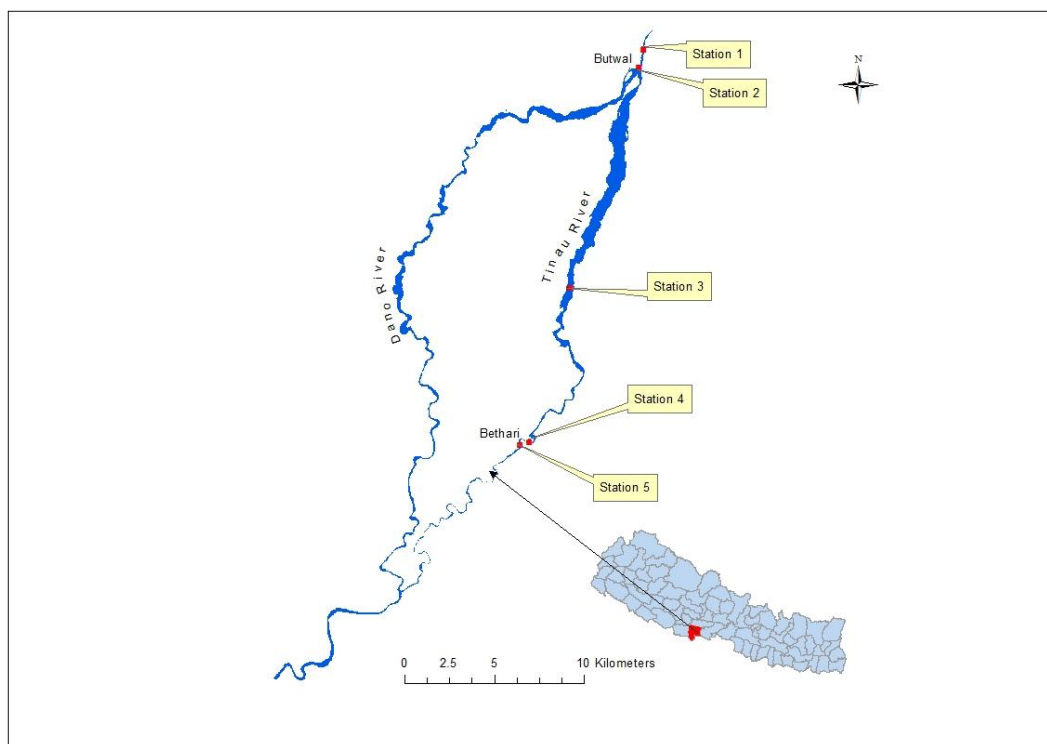 Station 1
N
Butwal
Station 2
Tinau River
Dano River
Station 3
Station 4
Bethari
Station 5
0 2.5 5 10 Kilometers